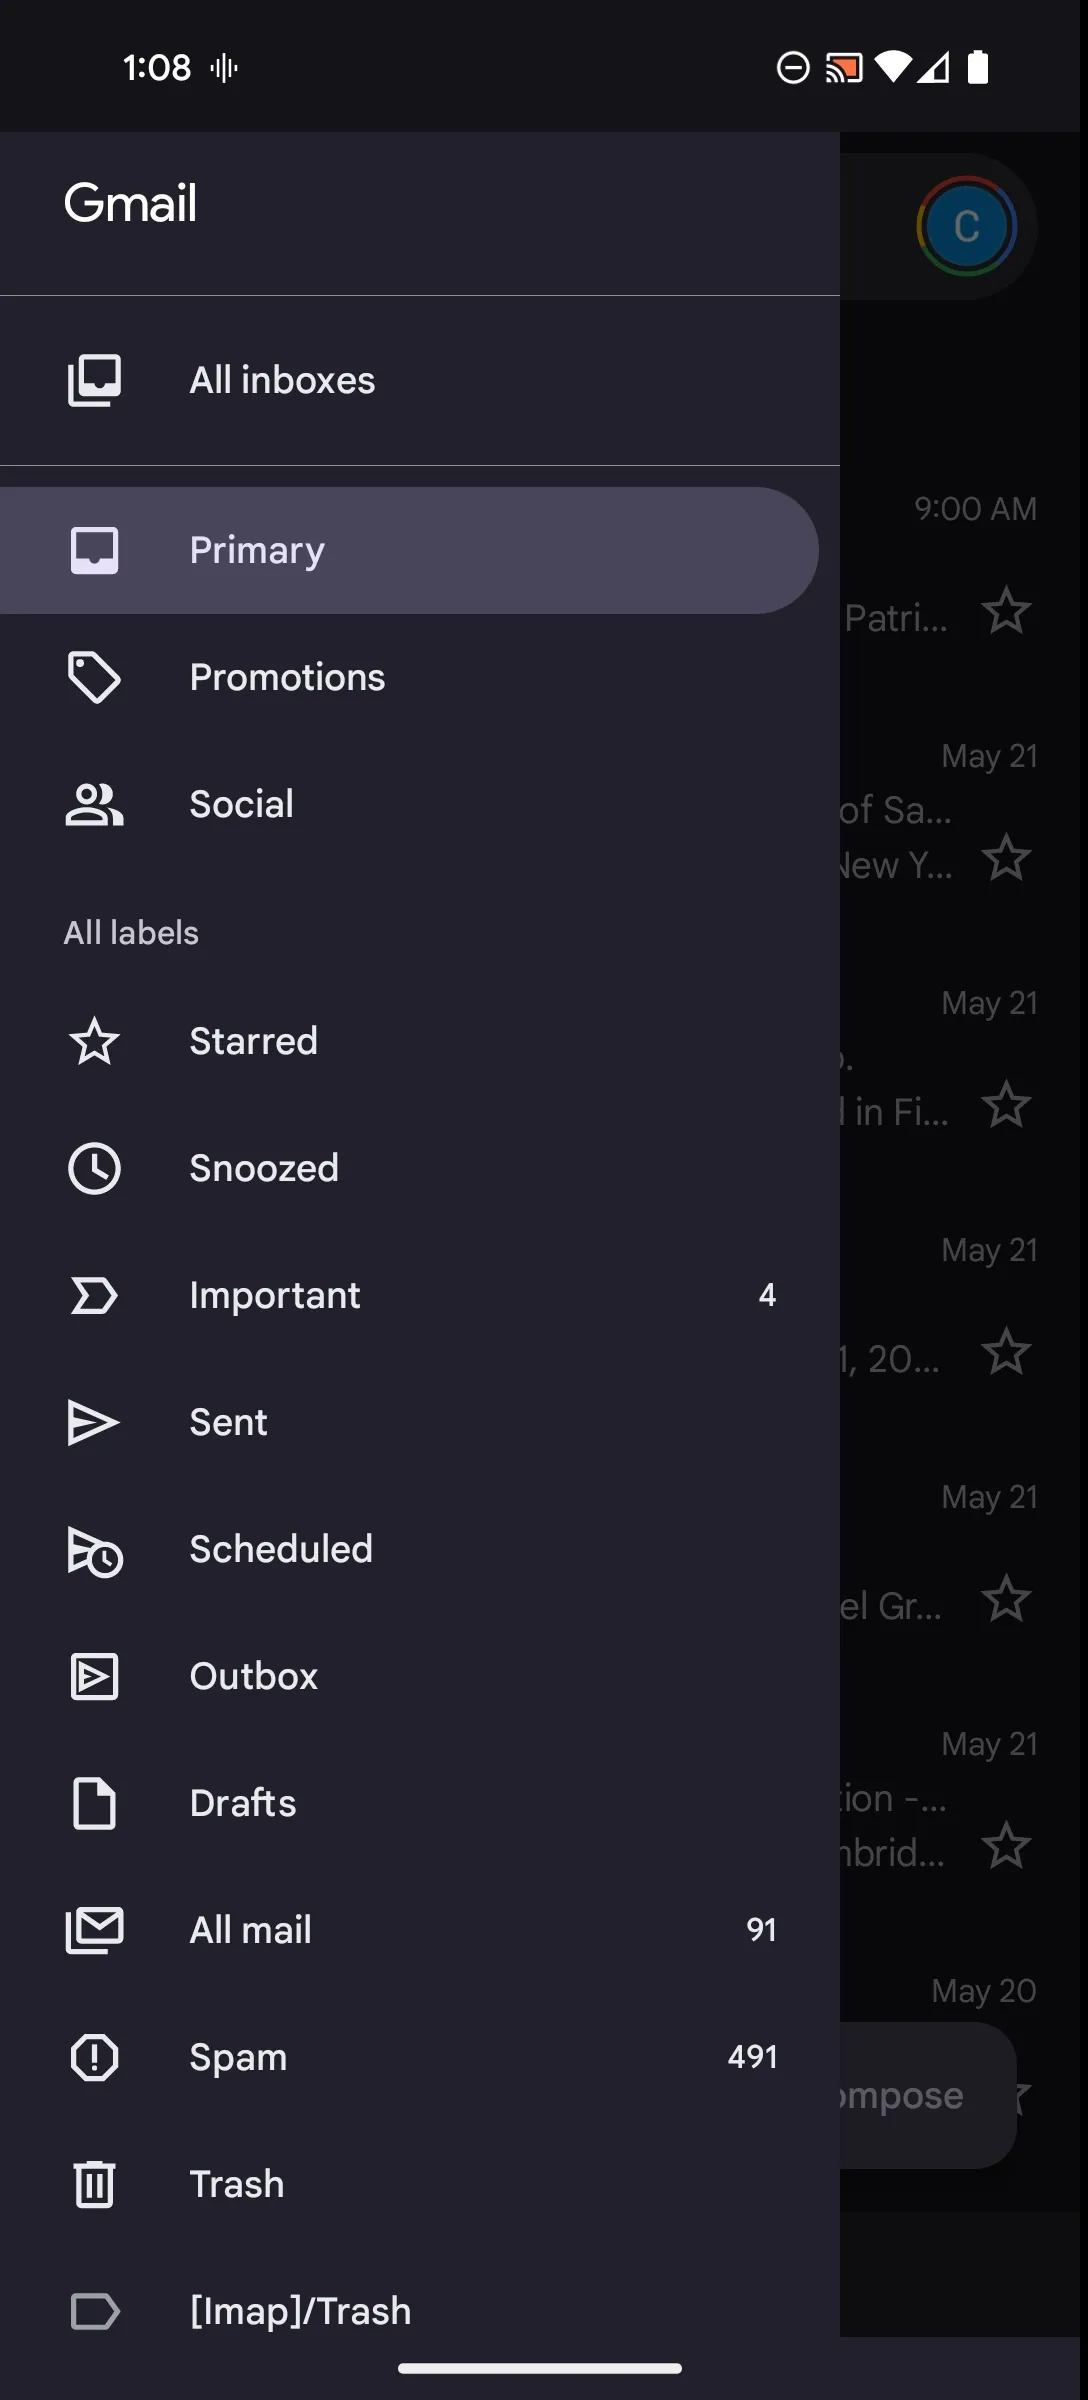 1:08
Gmail
C
All inboxes
Primary
9:00 AM
Patri...
Promotions
May 21
Social
of Sa...
New Y...
All labels
May 21
Starred
in Fi...
Snoozed
May 21
Important 4
1, 20...
Sent
May 21
Scheduled
el Gr...
Outbox
May 21
Drafts
tion -...
mbrid...
All mail 91
May 20
Spam 491
ompose
Trash
[Imap]/Trash